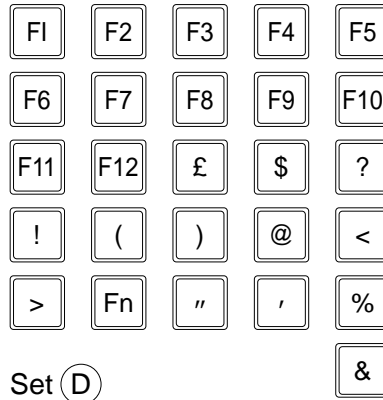 FI F2 F3 F4 F5
F6 F7 F8 F9 F10
F11 F12 £ $ ?
! ( ) @ <
> Fn " ' %
&
Set D